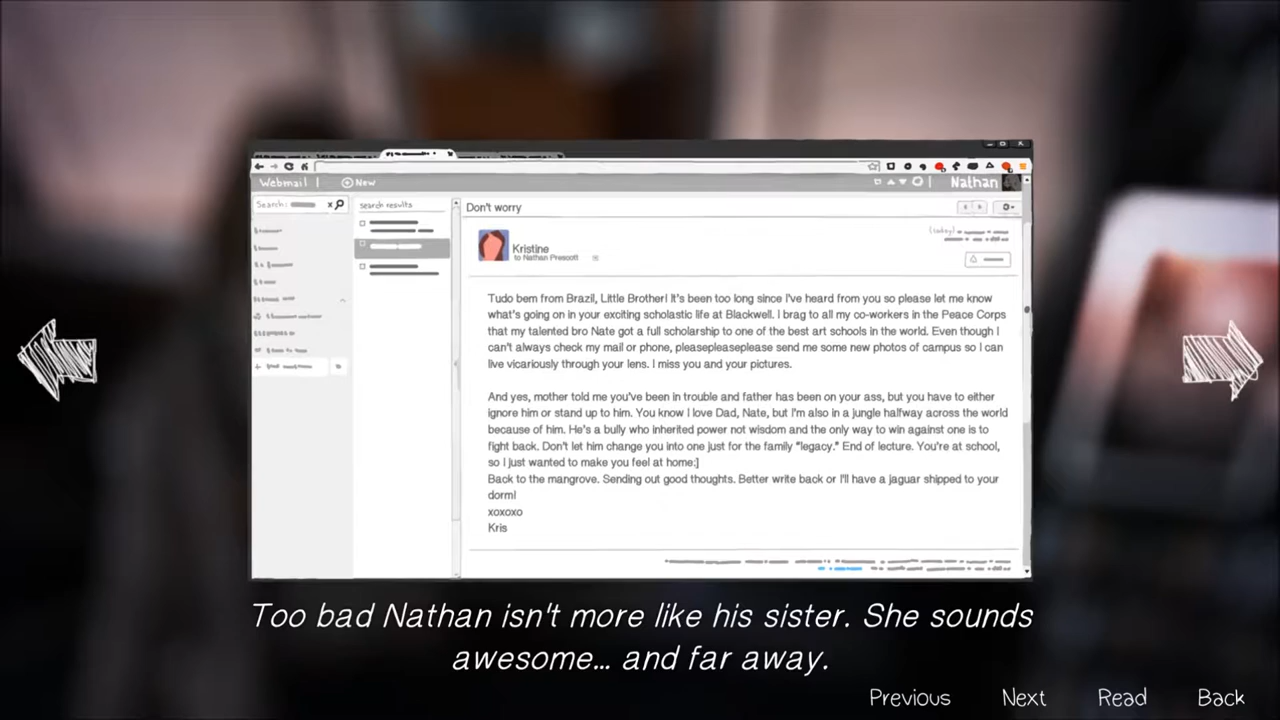 Webmail |
New
Nathan
Search:
x
search results
Don't worry
(today)
Kristine
to Nathan Prescott
Tudo bem from Brazil, Little Brother! It's been too long since I've heard from you so please let me know
what's going on in your exciting scholastic life at Blackwell. I brag to all my co-workers in the Peace Corps
that my talented bro Nate got a full scholarship to one of the best art schools in the world. Even though I
can't always check my mail or phone, pleasepleaseplease send me some new photos of campus so I can
live vicariously through your lens. I miss you and your pictures.
And yes, mother told me you've been in trouble and father has been on your ass, but you have to either
ignore him or stand up to him. You know I love Dad, Nate, but I'm also in a jungle halfway across the world
because of him. He's a bully who inherited power not wisdom and the only way to win against one is to
fight back. Don't let him change you into one just for the family "legacy." End of lecture. You're at school,
so I just wanted to make you feel at home:]
Back to the mangrove. Sending out good thoughts. Better write back or I'll have a jaguar shipped to your
dorm!
xoxoxo
Kris
Too bad Nathan isn't more like his sister. She sounds
awesome... and far away.
Previous
Next
Read
Back